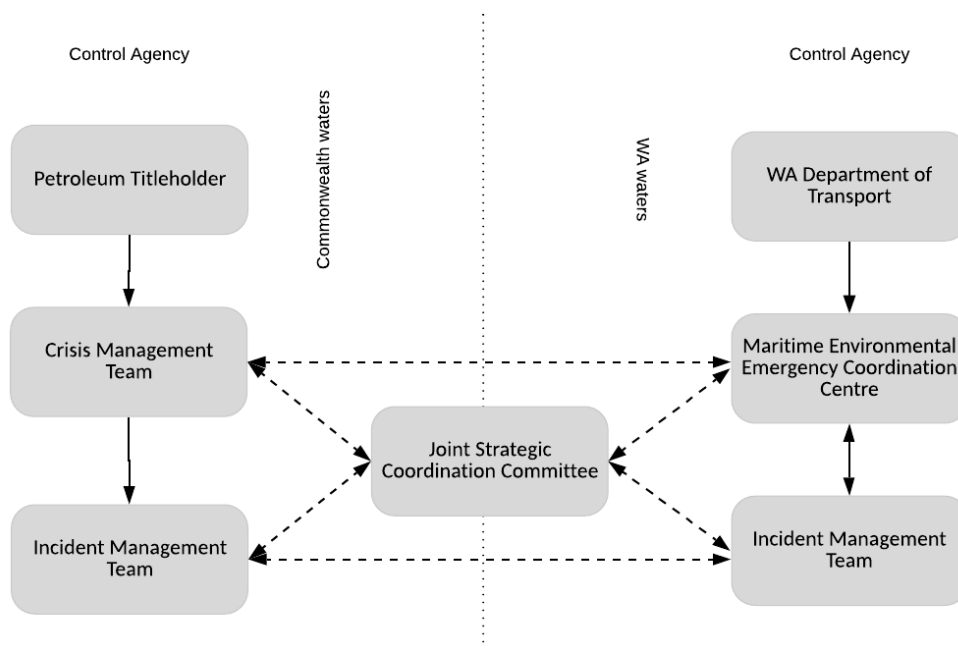 Control Agency
Control Agency
Commonwealth waters
WA waters
Petroleum Titleholder
WA Department of
Transport
Crisis Management
Team
Maritime Environmental
Emergency Coordination
Centre
Joint Strategic
Coordination Committee
Incident Management
Team
Incident Management
Team